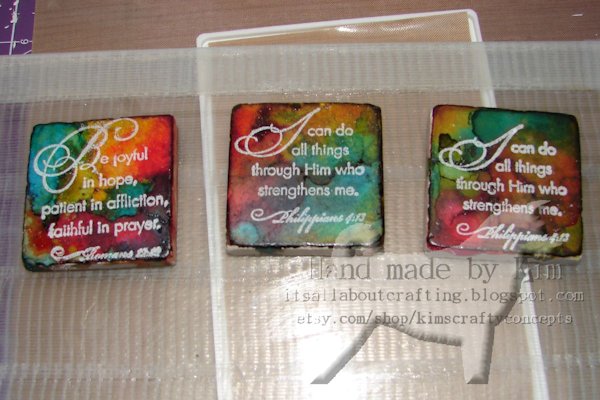 Be joyful
in hope,
patient in affliction,
faithful in prayer.
Romans
I can do
all things
through Him who
strengthens me.
Philippians 4:13
I can do
all things
through Him who
strengthens me.
Philippians 4:13
Hand made by Kim
itsallaboutcrafting.blogspot.com
etsy.com/shop/kimscraftyconcepts